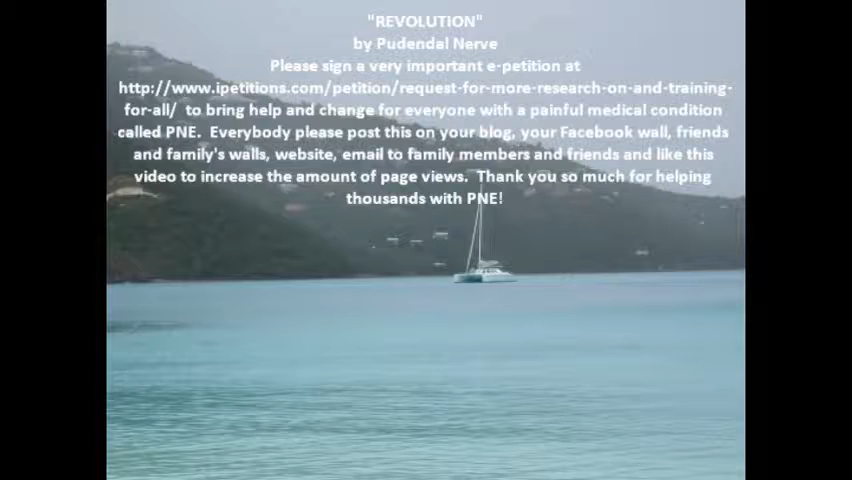 "REVOLUTION"
by Pudendal Nerve
Please sign a very important e-petition at
http://www.ipetitions.com/petition/request-for-more-research-on-and-training-
for-all/ to bring help and change for everyone with a painful medical condition
called PNE. Everybody please post this on your blog, your Facebook wall, friends
and family's walls, website, email to family members and friends and like this
video to increase the amount of page views. Thank you so much for helping
thousands with PNE!